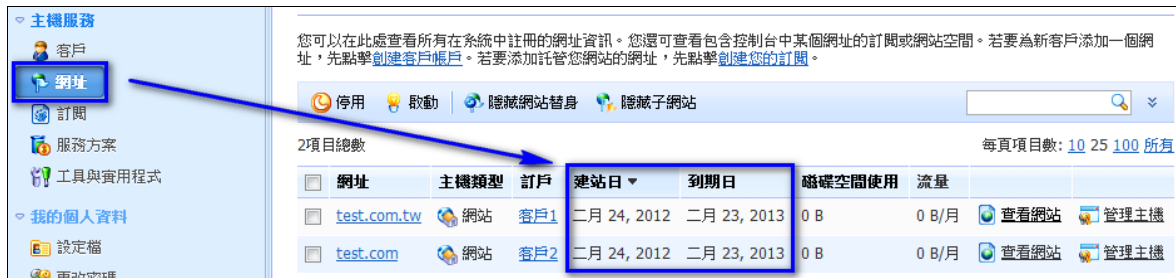 主機服務
客戶
網址
訂閱
服務方案
工具與實用程式
我的個人資料
設定檔
更改密碼
您可以在此處查看所有在系統中註冊的網址資訊。您還可查看包含控制台中某個網址的訂閱或網站空間。若要為新客戶添加一個網
址，先點擊創建客戶帳戶。若要添加託管您網站的網址，先點擊創建您的訂閱。
停用 啟動 隱藏網站替身 隱藏子網站
2項目總數 每頁項目數: 10 25 100 所有
網址 主機類型 訂戶 建站日 到期日 磁碟空間使用 流量
test.com.tw 網站 客戶1 二月 24, 2012 二月 23, 2013 0 B 0 B/月 查看網站 管理主機
test.com 網站 客戶2 二月 24, 2012 二月 23, 2013 0 B 0 B/月 查看網站 管理主機